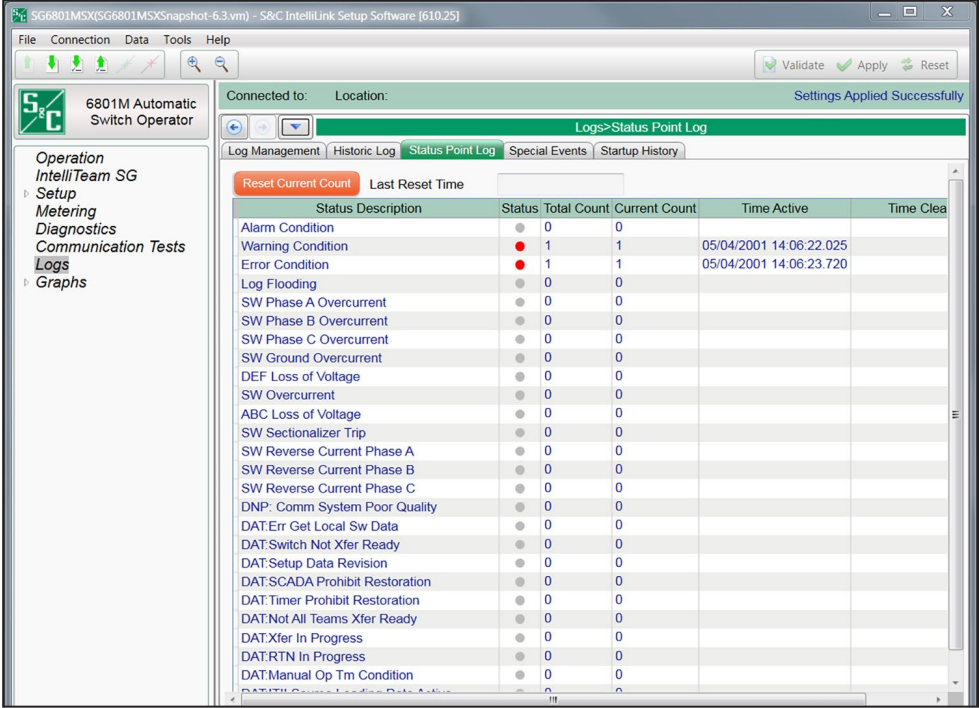 SG6801MSX(SG6801MSXSnapshot-6.3.vm) - S&C IntelliLink Setup Software [610.25]
File Connection Data Tools Help
Validate Apply Reset
S&C
6801M Automatic
Switch Operator
Connected to: Location: Settings Applied Successfully
Logs>Status Point Log
Log Management Historic Log Status Point Log Special Events Startup History
Operation
IntelliTeam SG
Setup
Metering
Diagnostics
Communication Tests
Logs
Graphs
Reset Current Count Last Reset Time
Status Description Status Total Count Current Count Time Active Time Clea
Alarm Condition 0 0
Warning Condition 1 1 05/04/2001 14:06:22.025
Error Condition 1 1 05/04/2001 14:06:23.720
Log Flooding 0 0
SW Phase A Overcurrent 0 0
SW Phase B Overcurrent 0 0
SW Phase C Overcurrent 0 0
SW Ground Overcurrent 0 0
DEF Loss of Voltage 0 0
SW Overcurrent 0 0
ABC Loss of Voltage 0 0
SW Sectionalizer Trip 0 0
SW Reverse Current Phase A 0 0
SW Reverse Current Phase B 0 0
SW Reverse Current Phase C 0 0
DNP: Comm System Poor Quality 0 0
DAT:Err Get Local Sw Data 0 0
DAT:Switch Not Xfer Ready 0 0
DAT:Setup Data Revision 0 0
DAT:SCADA Prohibit Restoration 0 0
DAT:Timer Prohibit Restoration 0 0
DAT:Not All Teams Xfer Ready 0 0
DAT:Xfer In Progress 0 0
DAT:RTN In Progress 0 0
DAT:Manual Op Tm Condition 0 0